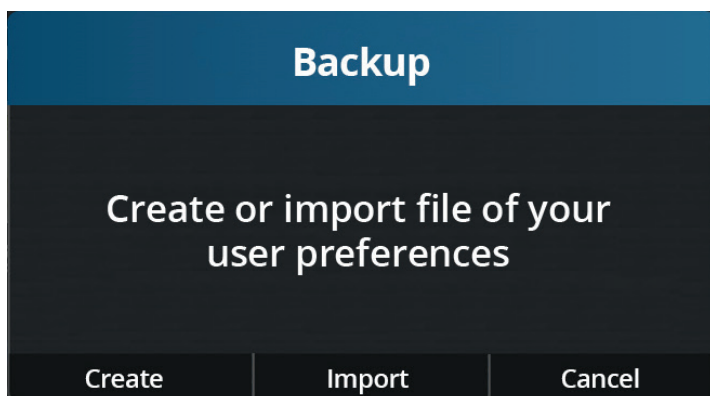 Backup
Create or import file of your
user preferences
Create Import Cancel